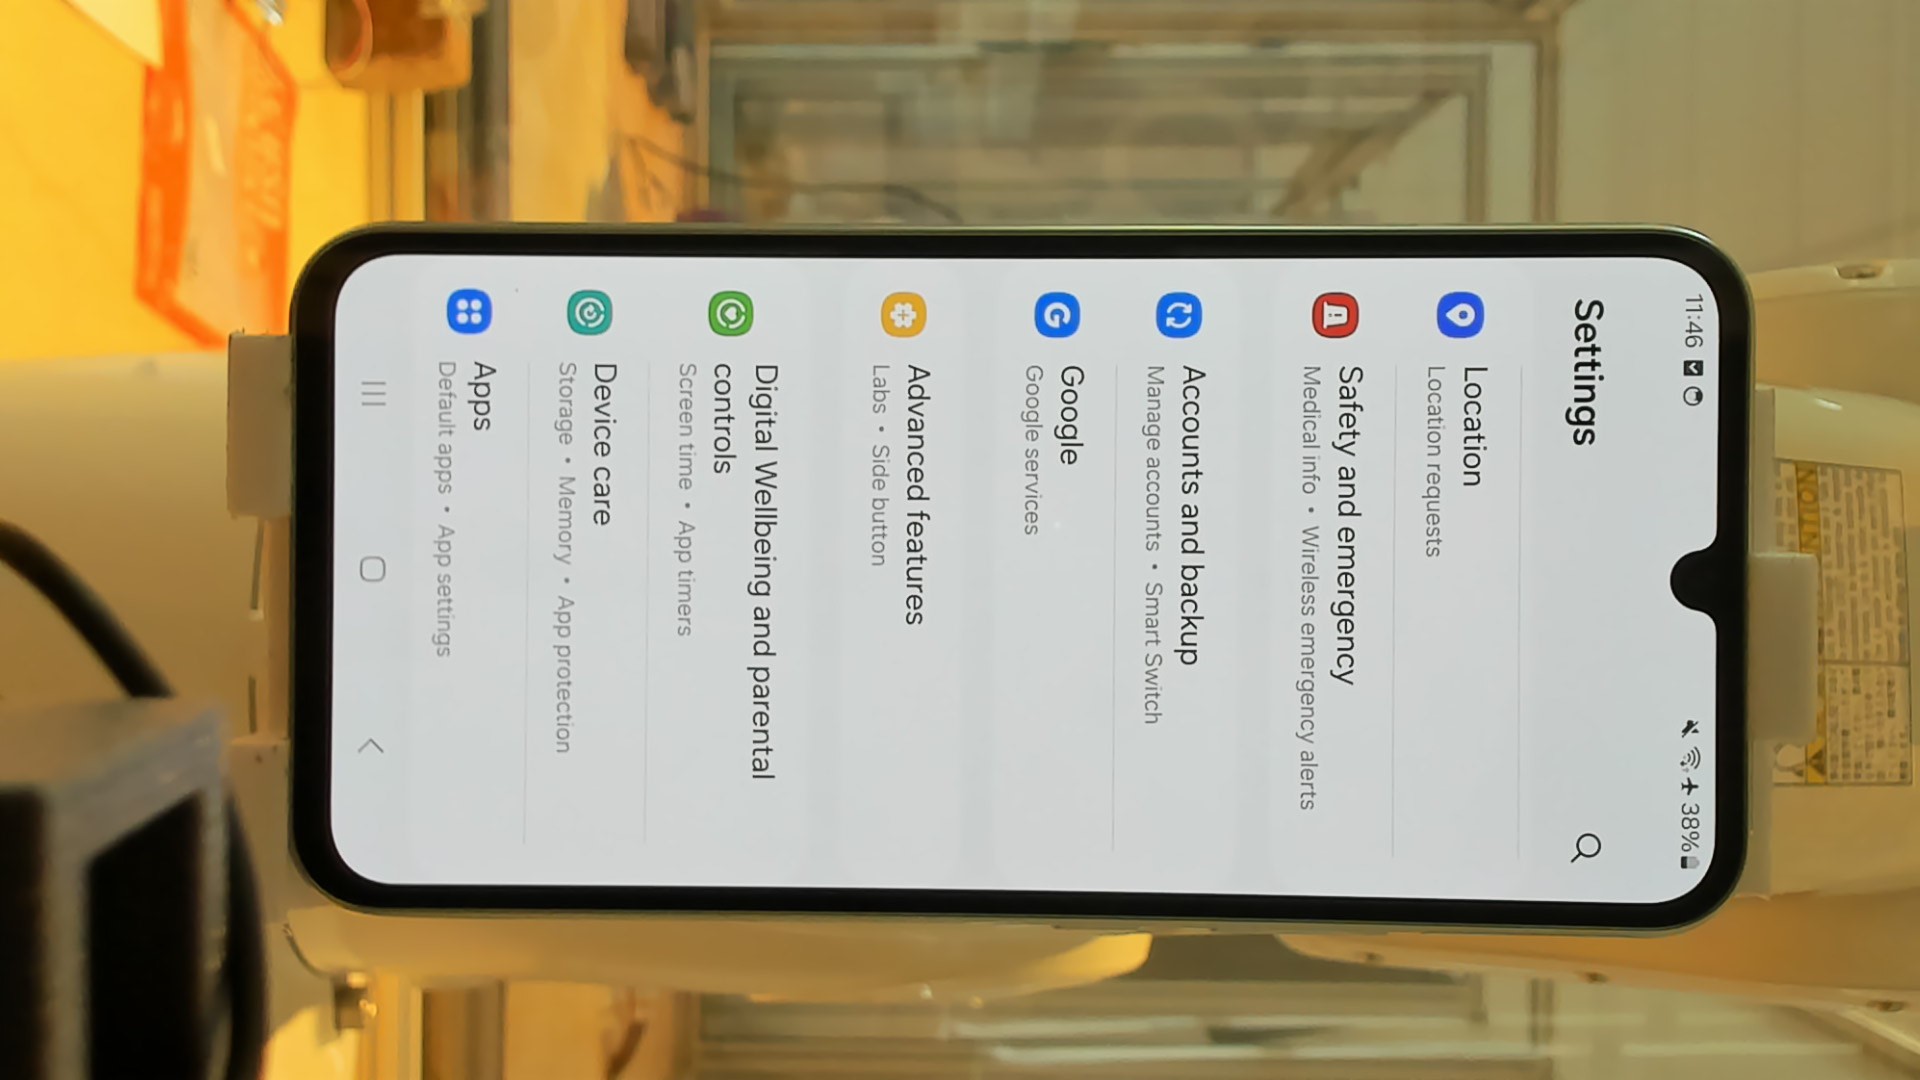 11:46
38%
Settings
Location
Location requests
Safety and emergency
Medical info • Wireless emergency alerts
Accounts and backup
Manage accounts • Smart Switch
Google
Google services
Advanced features
Labs • Side button
Digital Wellbeing and parental
controls
Screen time • App timers
Device care
Storage • Memory • App protection
Apps
Default apps • App settings